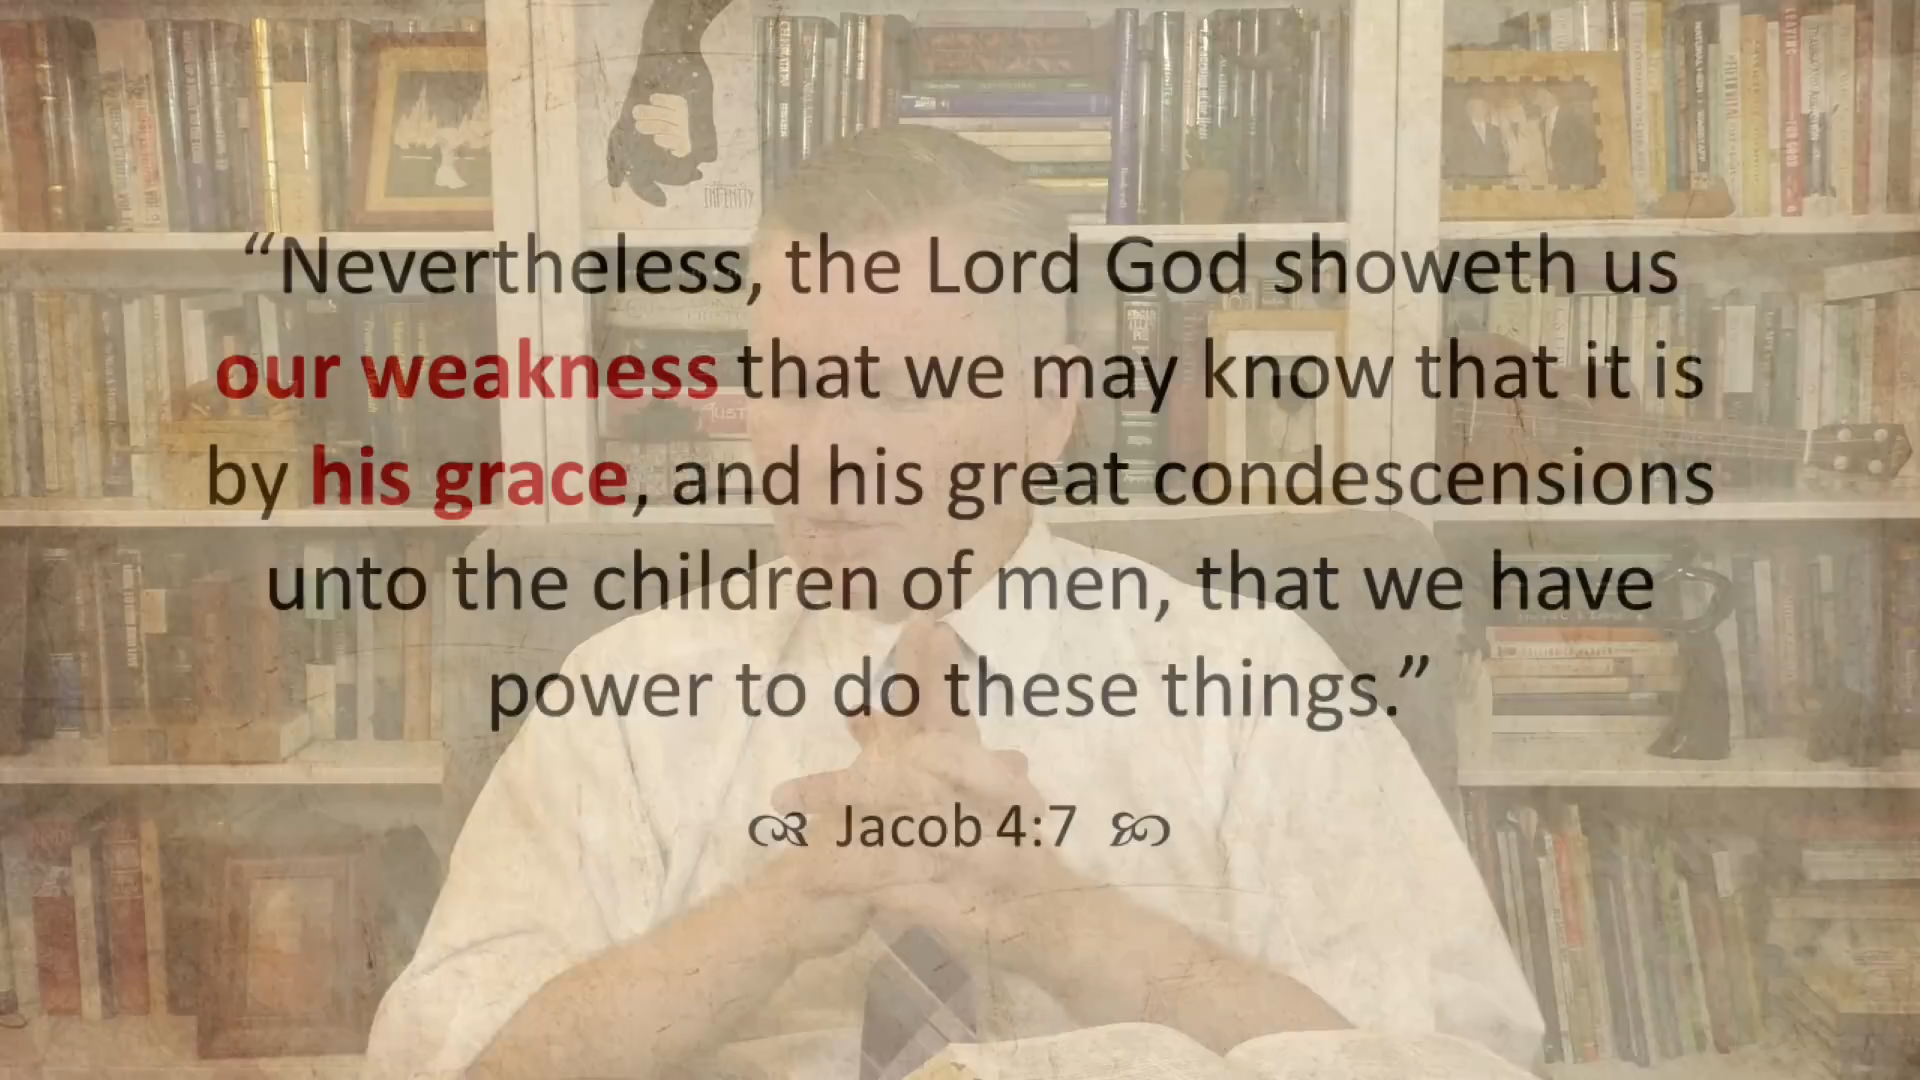 INFINITY
“Nevertheless, the Lord God showeth us
our weakness that we may know that it is
by his grace, and his great condescensions
unto the children of men, that we have
power to do these things.”
Jacob 4:7